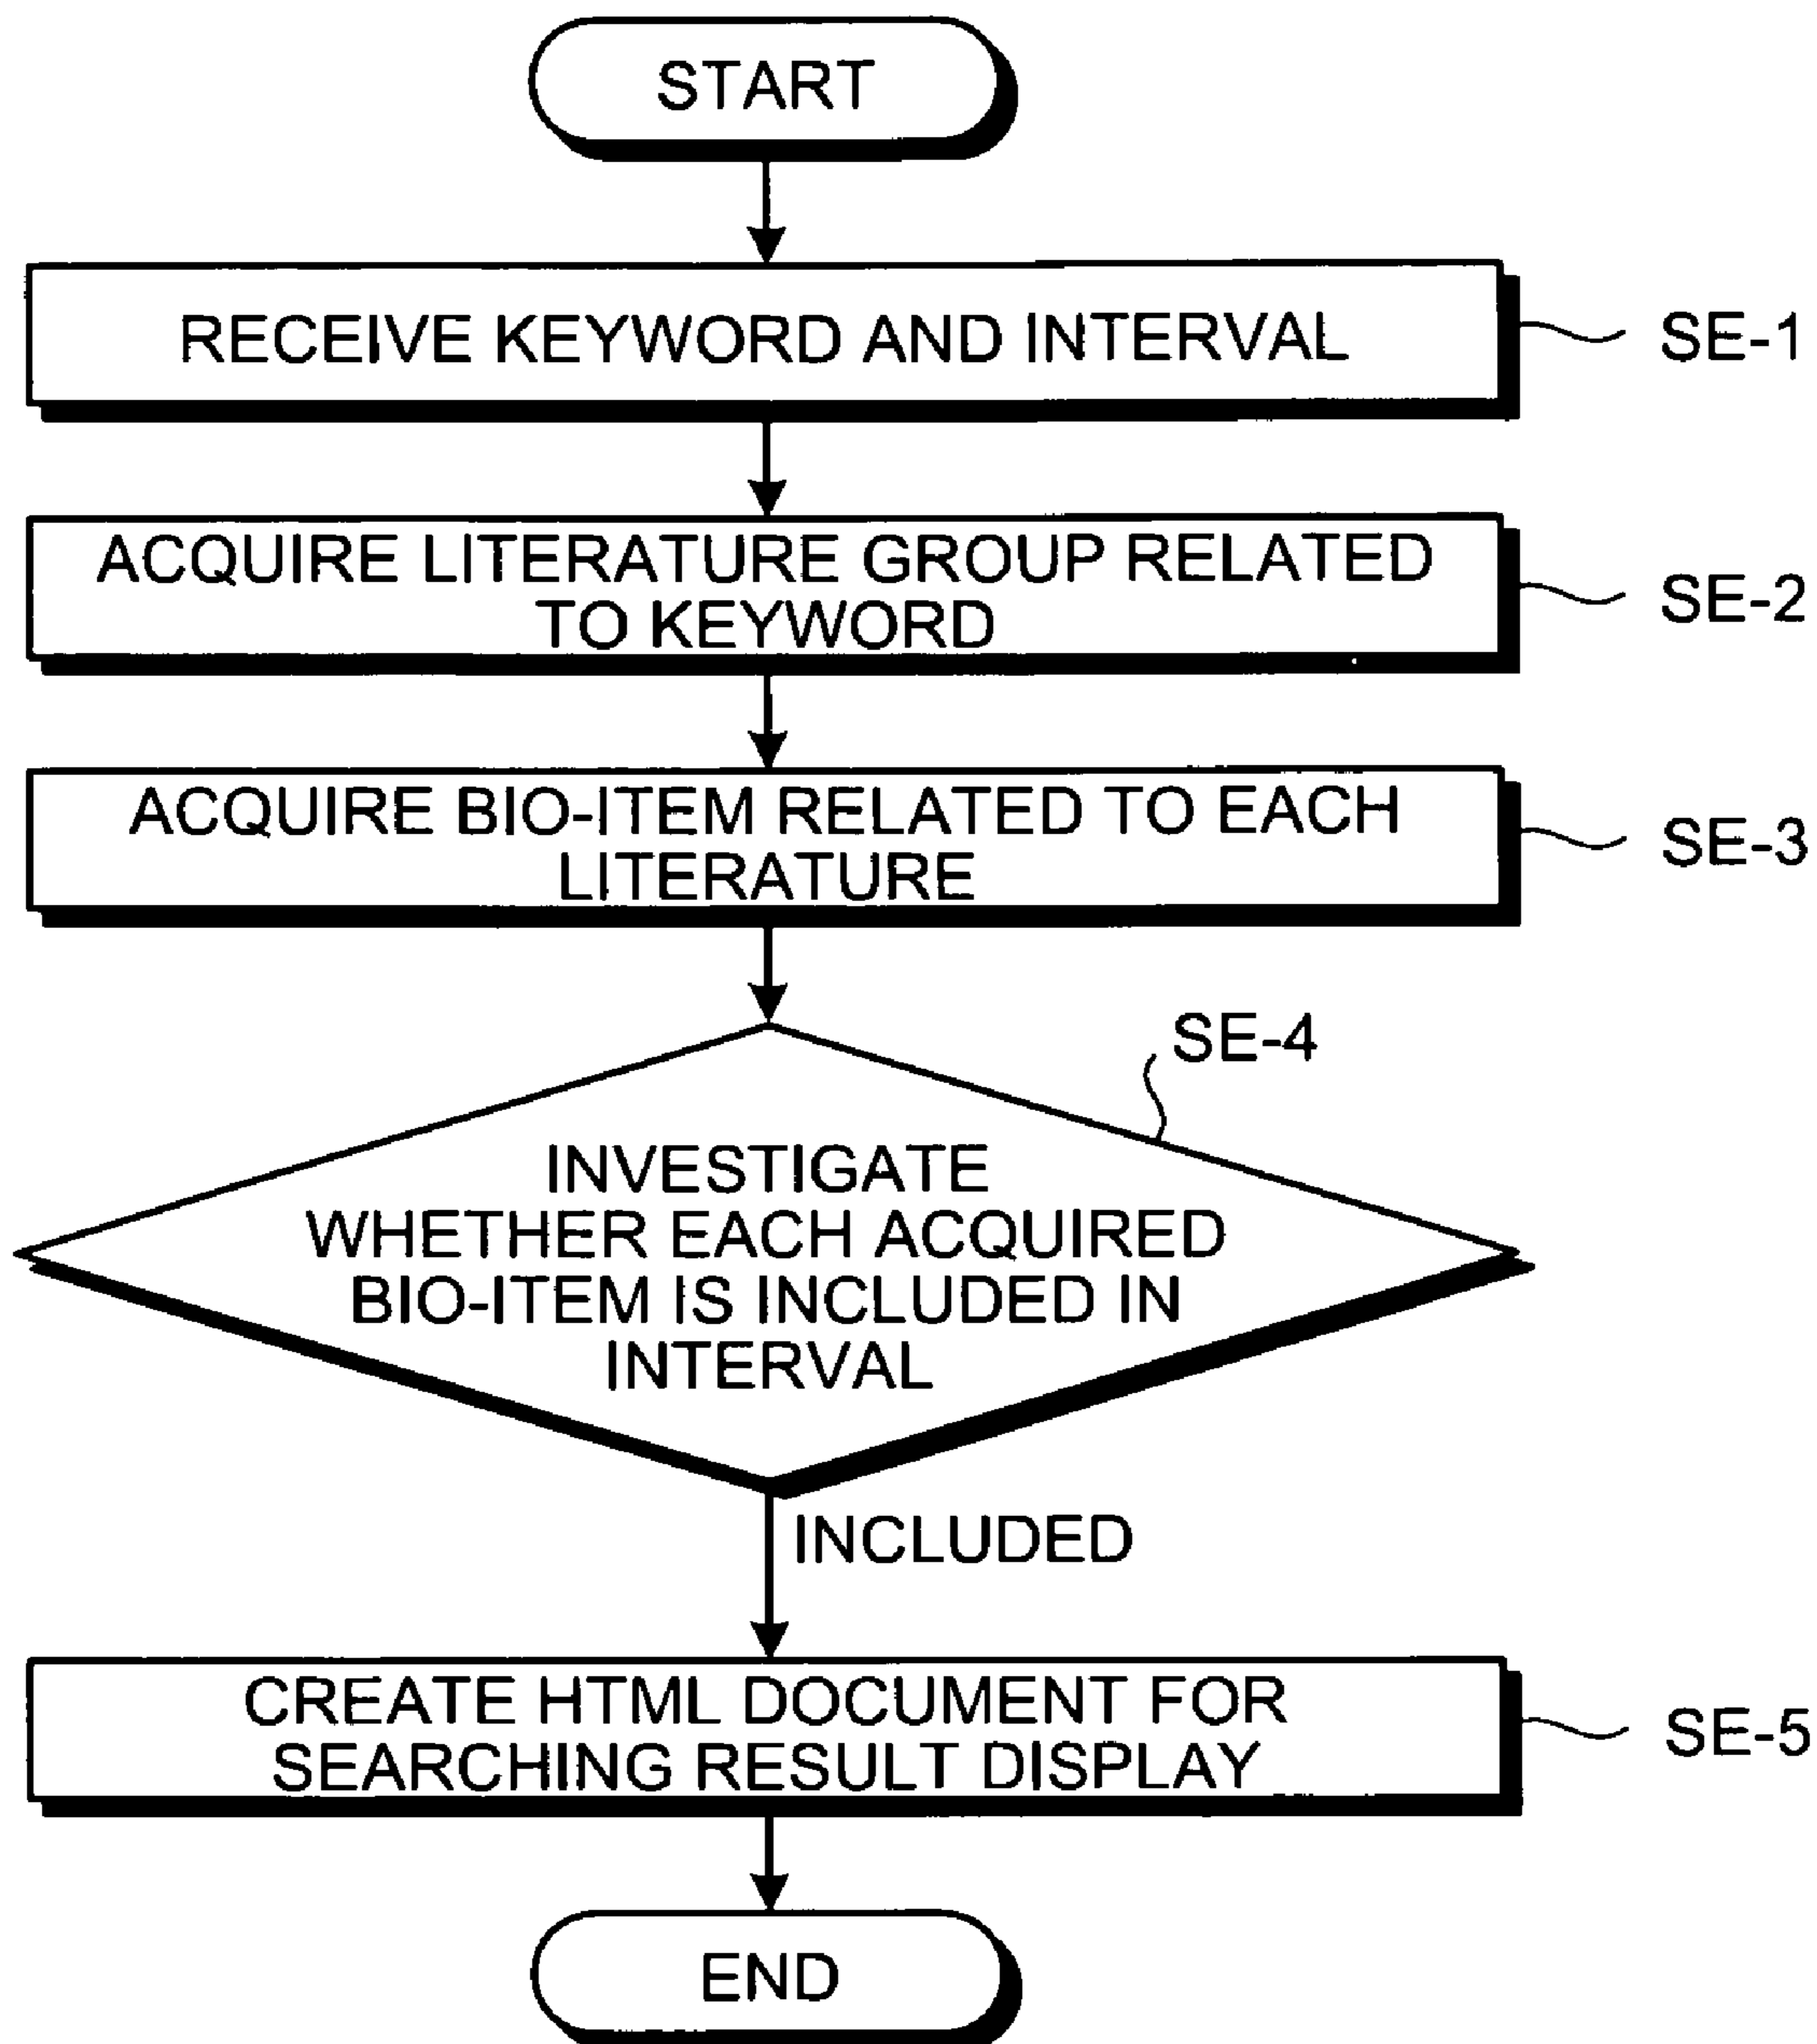 START
RECEIVE KEYWORD AND INTERVAL
SE-1
ACQUIRE LITERATURE GROUP RELATED
TO KEYWORD
SE-2
ACQUIRE BIO-ITEM RELATED TO EACH
LITERATURE
SE-3
SE-4
INVESTIGATE
WHETHER EACH ACQUIRED
BIO-ITEM IS INCLUDED IN
INTERVAL
INCLUDED
CREATE HTML DOCUMENT FOR
SEARCHING RESULT DISPLAY
SE-5
END